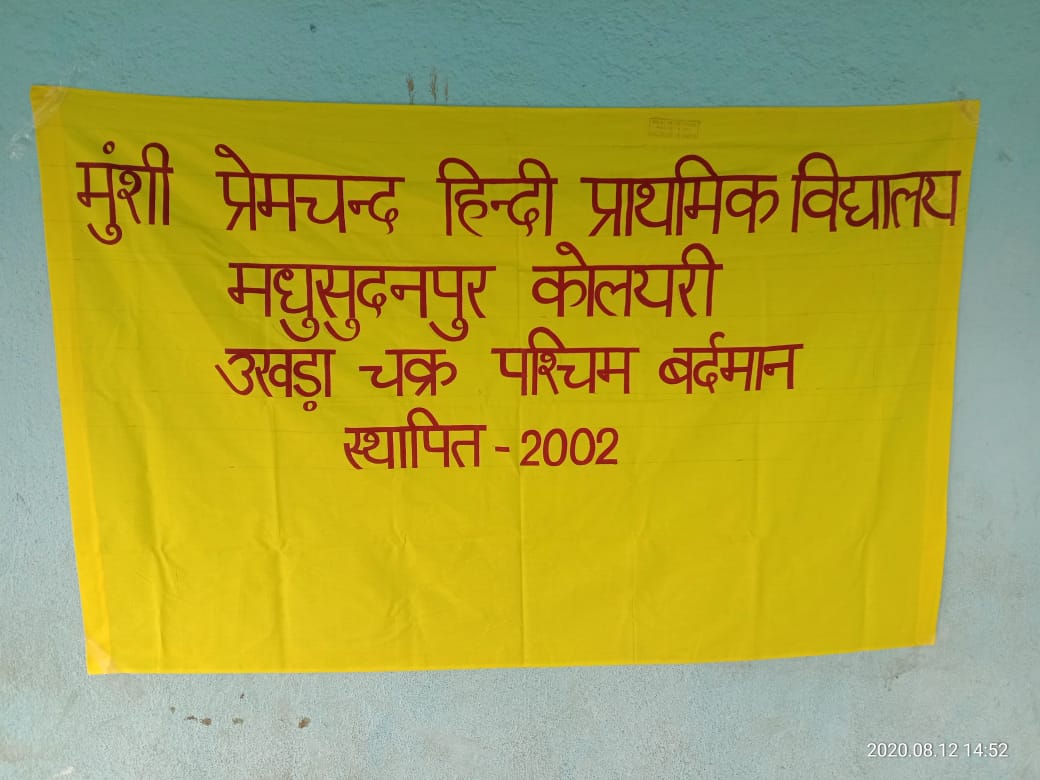 मुंशी प्रेमचन्द हिन्दी प्राथमिक विद्यालय
मधुसुदनपुर कोलयरी
उखड़ा चक्र पश्चिम बर्दमान
स्थापित - 2002
2020.08.12 14:52